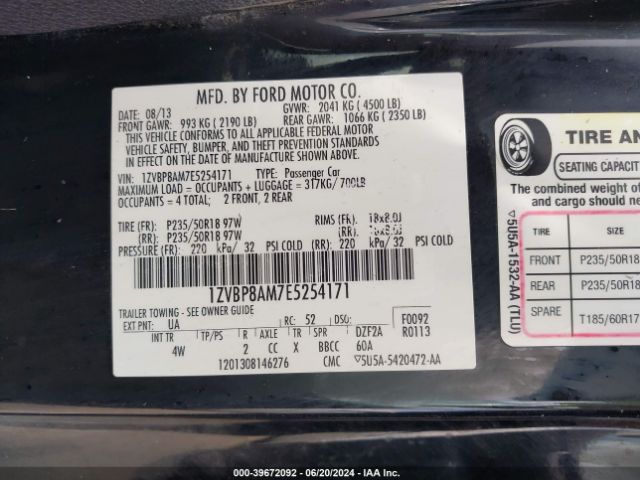 MFD. BY FORD MOTOR CO.
DATE: 08/13 GVWR: 2041 KG (4500 LB)
FRONT GAWR: 993 KG (2190 LB) REAR GAWR: 1066 KG (2350 LB)
THIS VEHICLE CONFORMS TO ALL APPLICABLE FEDERAL MOTOR
VEHICLE SAFETY, BUMPER, AND THEFT PREVENTION STANDARDS
IN EFFECT ON THE DATE OF MANUFACTURE SHOWN ABOVE.
VIN: 1ZVBP8AM7E5254171 TYPE: Passenger Car
MAXIMUM LOAD = OCCUPANTS + LUGGAGE = 317KG/700LB
OCCUPANTS = 4 TOTAL; 2 FRONT, 2 REAR
TIRE (FR): P235/50R18 97W RIMS (FR): 18x8.0J
(RR): P235/50R18 97W (RR): 18x8.0J
PRESSURE (FR): 220 kPa/ 32 PSI COLD (RR): 220 kPa/ 32 PSI COLD
1ZVBP8AM7E5254171
TRAILER TOWING - SEE OWNER GUIDE
EXT PNT: UA RC: 52 DSO: F0092
INT TR TP/PS R AXLE TR SPR DZF2A R0113
4W 2 CC X BBCC 60A
1201308146276 CMC ▽5U5A-5420472-AA
TIRE AN
SEATING CAPACIT
The combined weight of
and cargo should ne
TIRE SIZE
FRONT P235/50R18
REAR P235/50R18
SPARE T185/60R17
▽5U5A-1532-AA (TLU)
000-39672092 / 06/20/2024 / IAA Inc.